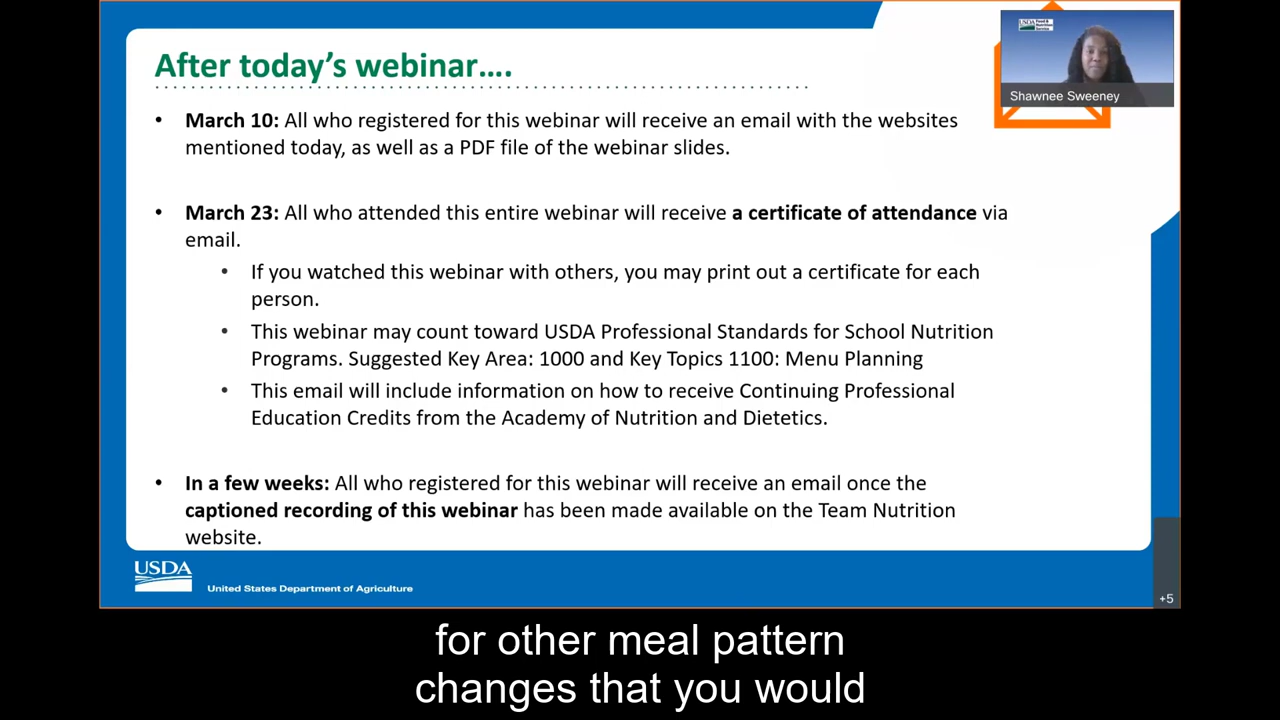 After today's webinar....
• March 10: All who registered for this webinar will receive an email with the websites
mentioned today, as well as a PDF file of the webinar slides.
• March 23: All who attended this entire webinar will receive a certificate of attendance via
email.
• If you watched this webinar with others, you may print out a certificate for each
person.
• This webinar may count toward USDA Professional Standards for School Nutrition
Programs. Suggested Key Area: 1000 and Key Topics 1100: Menu Planning
• This email will include information on how to receive Continuing Professional
Education Credits from the Academy of Nutrition and Dietetics.
• In a few weeks: All who registered for this webinar will receive an email once the
captioned recording of this webinar has been made available on the Team Nutrition
website.
USDA
United States Department of Agriculture
USDA
Food &
Nutrition
Service
Shawnee Sweeney
+5
for other meal pattern
changes that you would